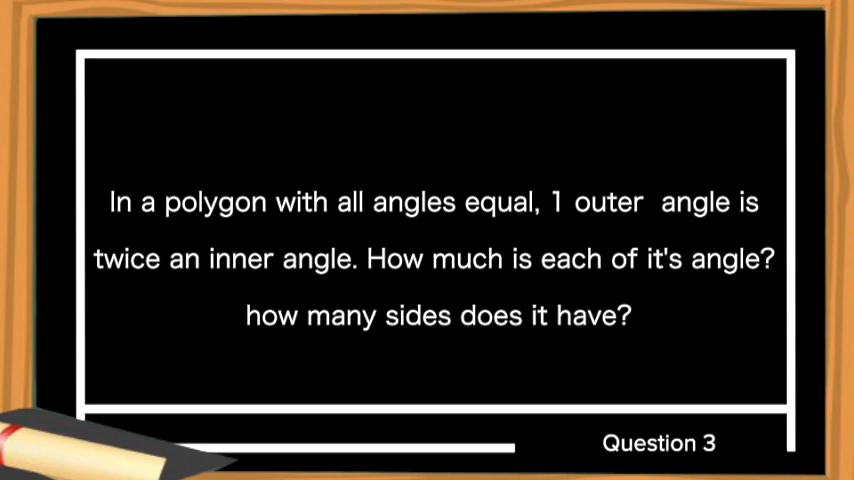 In a polygon with all angles equal, 1 outer  angle is
twice an inner angle. How much is each of it's angle?
how many sides does it have?
Question 3